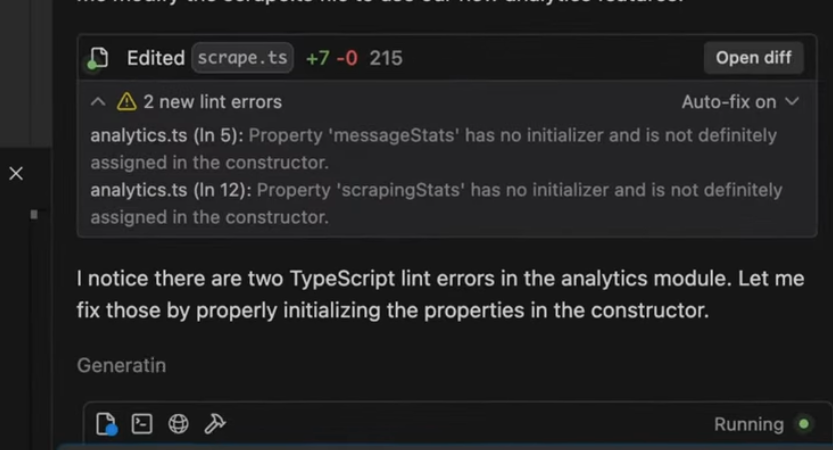 Edited scrape.ts +7 -0 215 Open diff
2 new lint errors Auto-fix on
analytics.ts (ln 5): Property 'messageStats' has no initializer and is not definitely
assigned in the constructor.
analytics.ts (ln 12): Property 'scrapingStats' has no initializer and is not definitely
assigned in the constructor.
I notice there are two TypeScript lint errors in the analytics module. Let me
fix those by properly initializing the properties in the constructor.
Generatin
Running